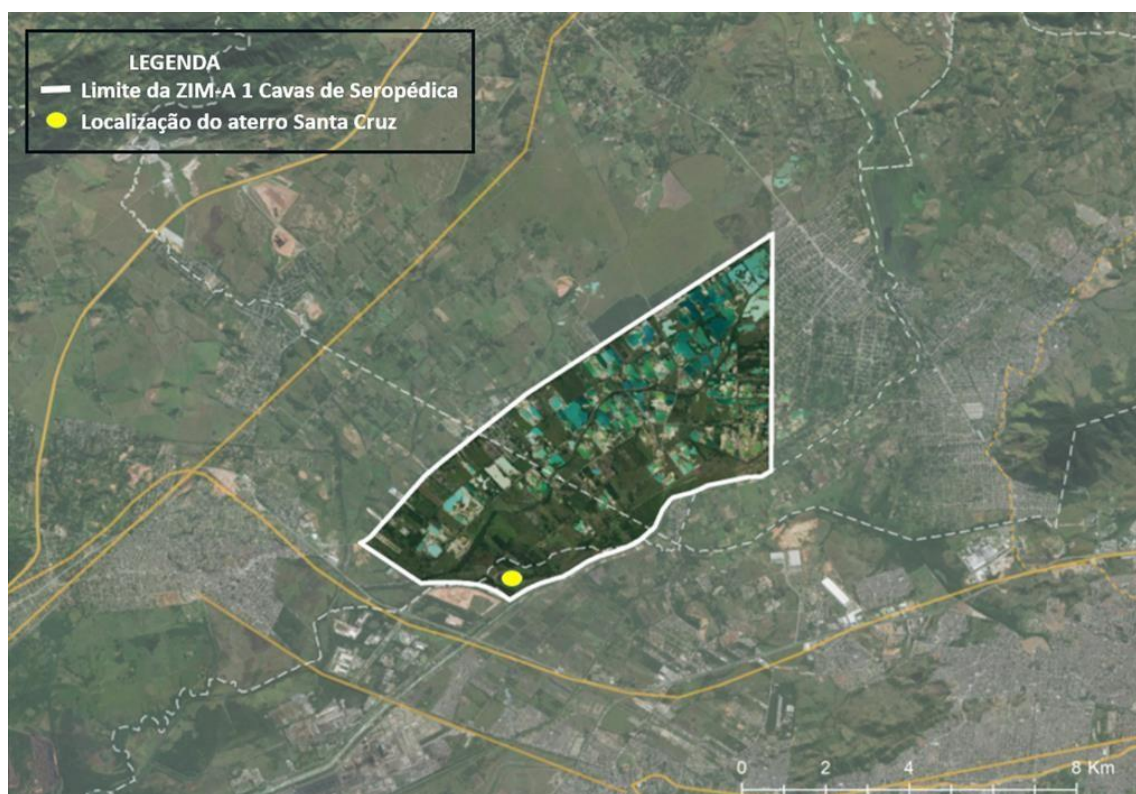 LEGENDA
Limite da ZIM-A 1 Cavas de Seropédica
Localização do aterro Santa Cruz
0 2 4 8 Km